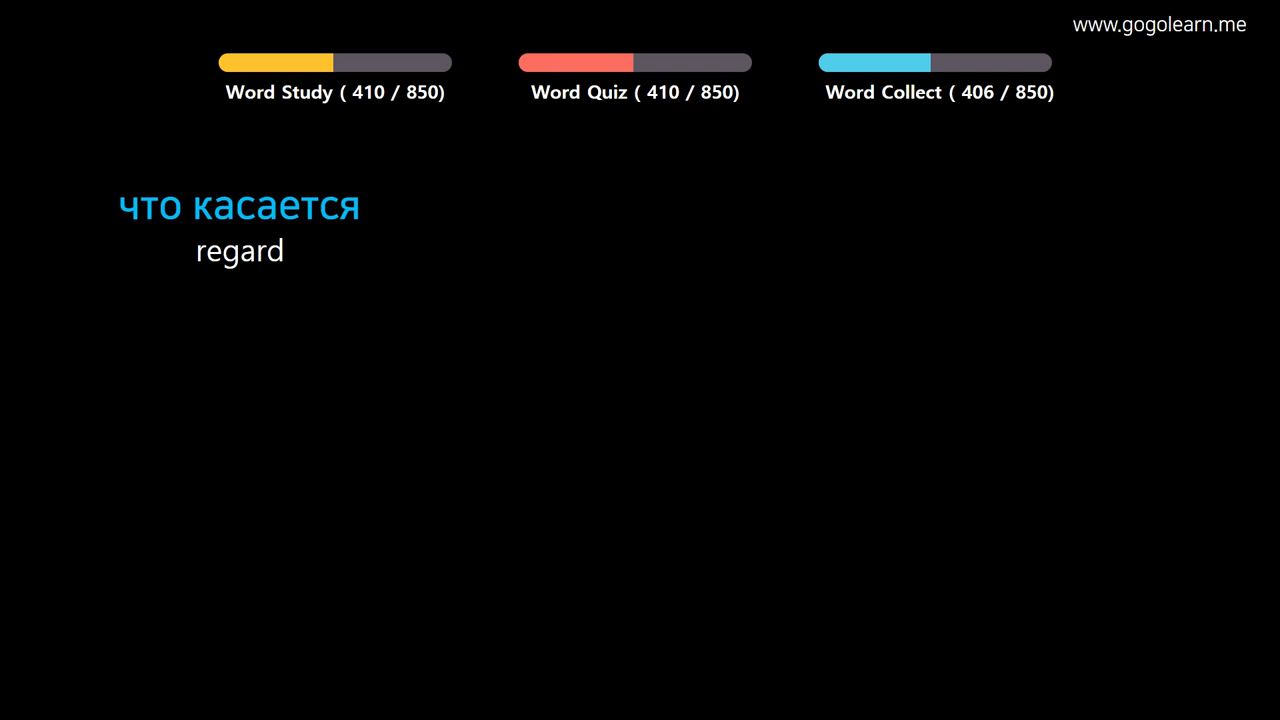 www.gogolearn.me
Word Study ( 410 / 850)
Word Quiz ( 410 / 850)
Word Collect ( 406 / 850)
что касается
regard